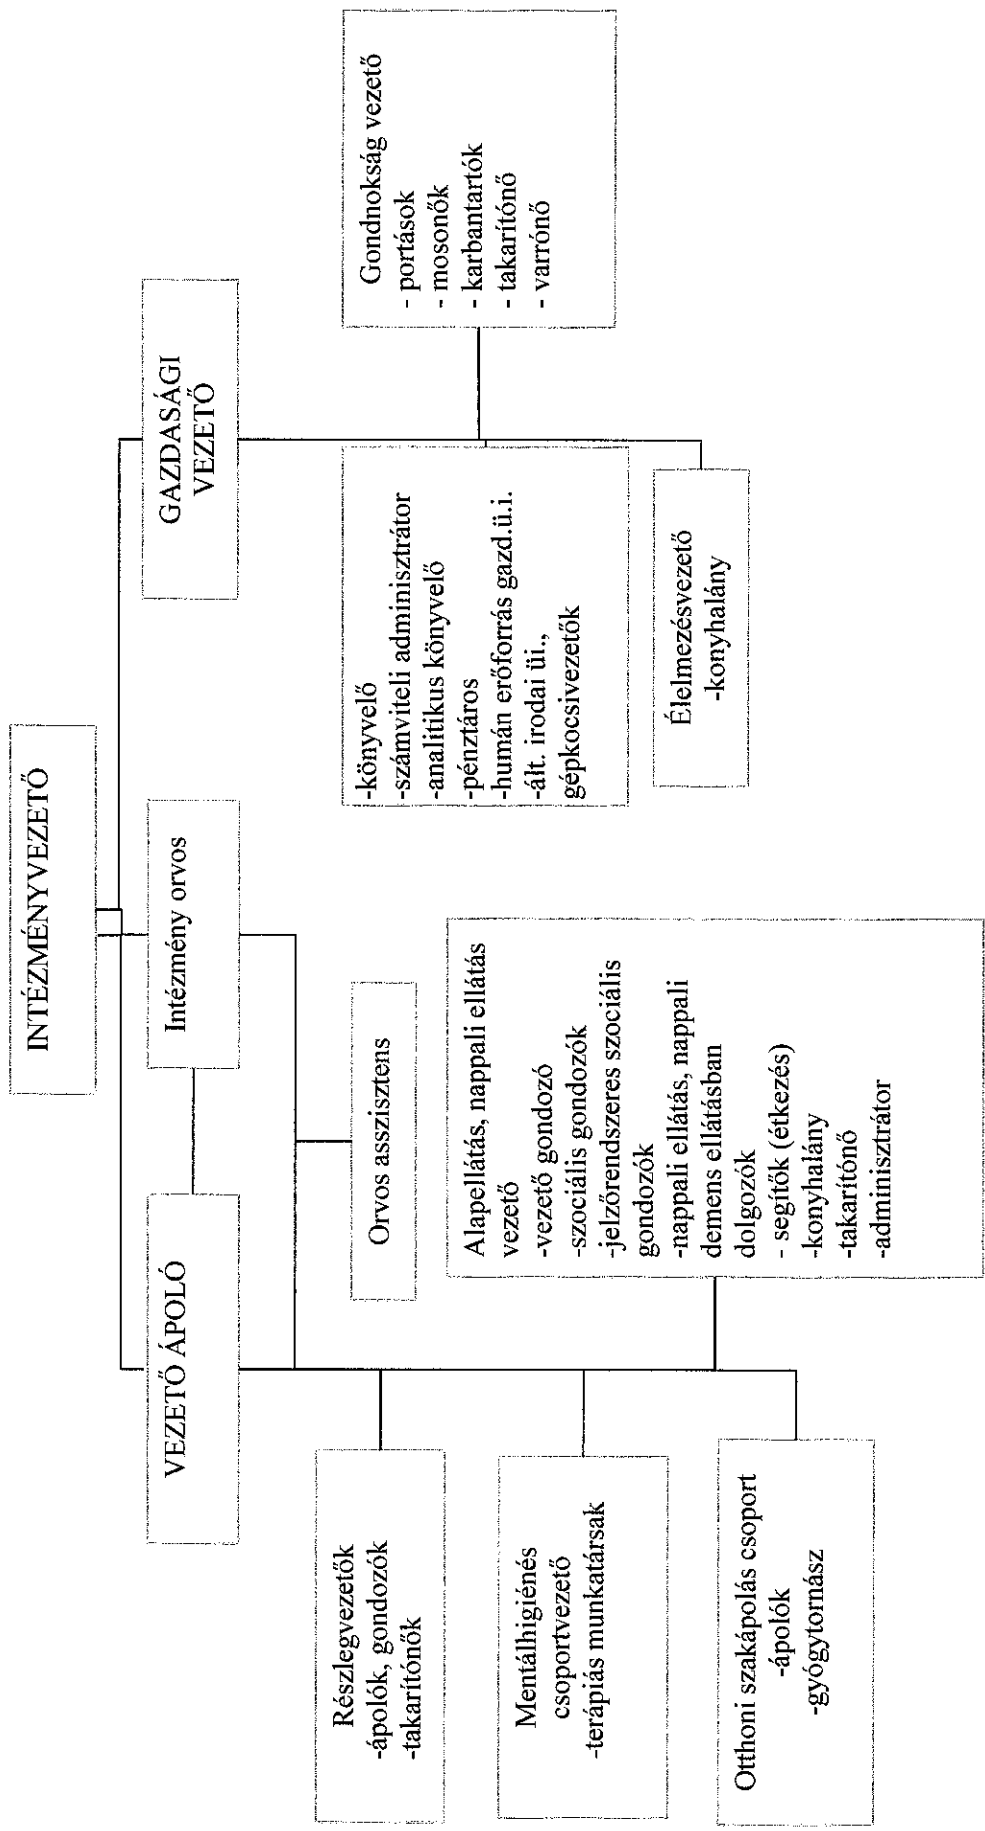 INTÉZMÉNYVEZETŐ
VEZETŐ ÁPOLÓ
Intézmény orvos
GAZDASÁGI
VEZETŐ
Részlegvezetők
-ápolók, gondozók
-takarítónők
Orvos asszisztens
-könyvelő
-számviteli adminisztrátor
-analitikus könyvelő
-pénztáros
-humán erőforrás gazd.ü.i.
-ált. irodai üi.,
gépkocsivezetők
Gondnokság vezető
- portások
- mosonők
- karbantartók
- takarítónő
- varrónő
Mentálhigiénés
csoportvezető
-terápiás munkatársak
Alapellátás, nappali ellátás
vezető
-vezető gondozó
-szociális gondozók
-jelzőrendszeres szociális
gondozók
-nappali ellátás, nappali
demens ellátásban
dolgozók
- segítők (étkezés)
-konyhalány
-takarítónő
-adminisztrátor
Élelmezésvezető
-konyhalány
Otthoni szakápolás csoport
-ápolók
-gyógytornász